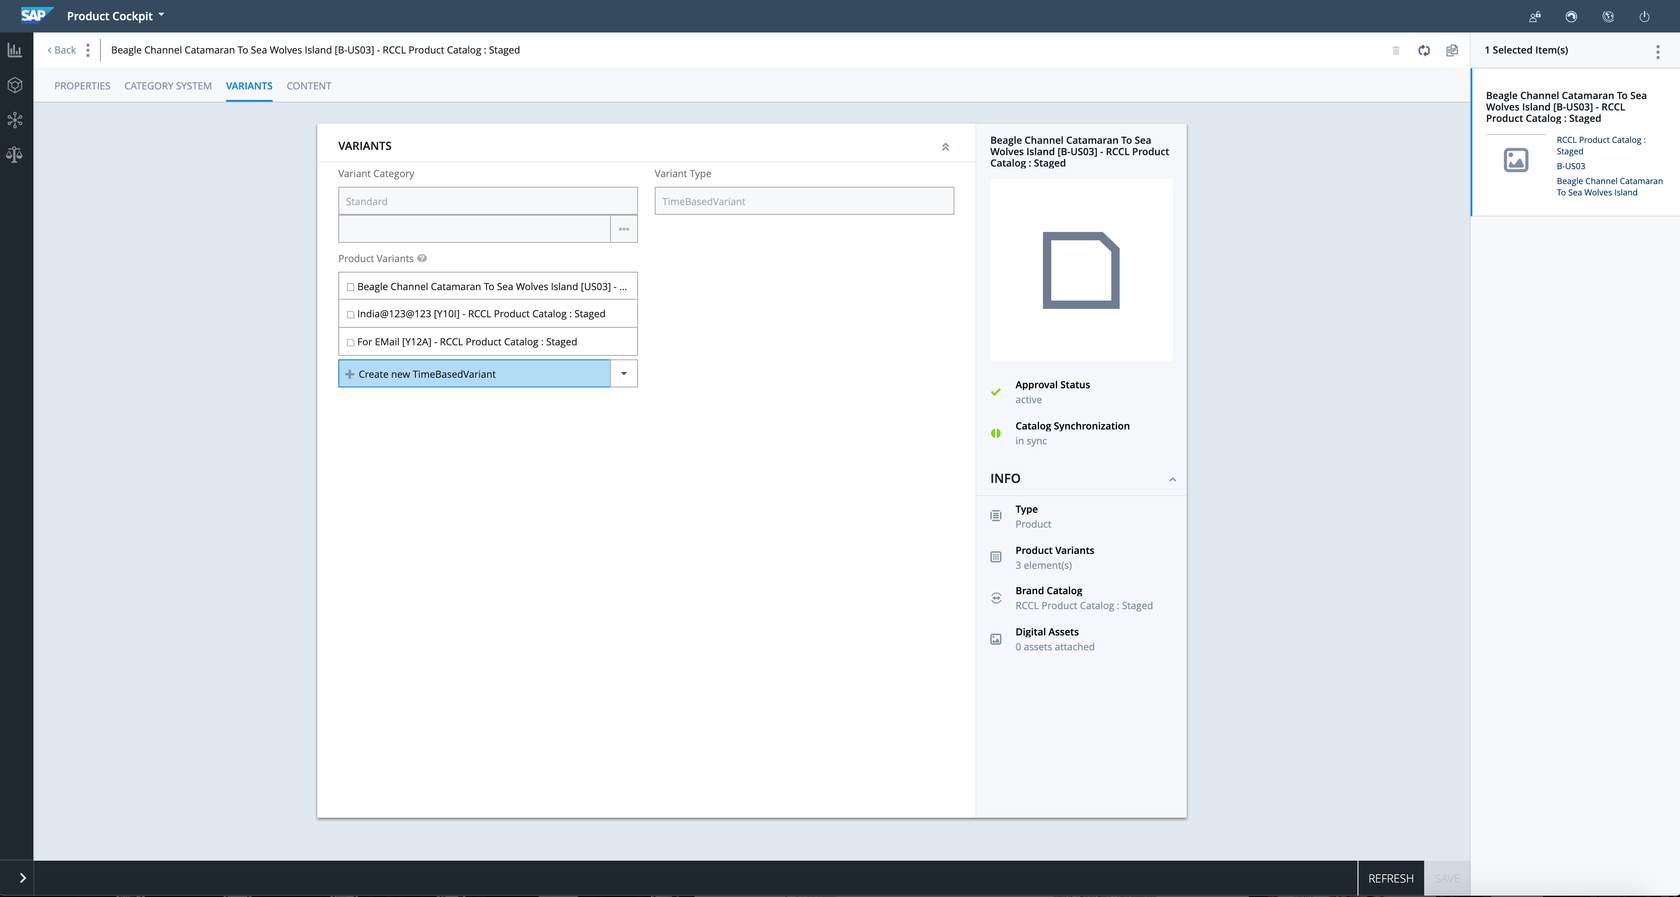 SAP Product Cockpit
Back
Beagle Channel Catamaran To Sea Wolves Island [B-US03] - RCCL Product Catalog : Staged
PROPERTIES CATEGORY SYSTEM VARIANTS CONTENT
VARIANTS
Variant Category
Standard
Variant Type
TimeBasedVariant
Product Variants
Beagle Channel Catamaran To Sea Wolves Island [US03] - ...
India@123@123 [Y10I] - RCCL Product Catalog : Staged
For EMail [Y12A] - RCCL Product Catalog : Staged
Create new TimeBasedVariant
Beagle Channel Catamaran To Sea
Wolves Island [B-US03] - RCCL Product
Catalog : Staged
Approval Status
active
Catalog Synchronization
in sync
INFO
Type
Product
Product Variants
3 element(s)
Brand Catalog
RCCL Product Catalog : Staged
Digital Assets
0 assets attached
1 Selected Item(s)
Beagle Channel Catamaran To Sea
Wolves Island [B-US03] - RCCL
Product Catalog : Staged
RCCL Product Catalog :
Staged
B-US03
Beagle Channel Catamaran
To Sea Wolves Island
REFRESH SAVE